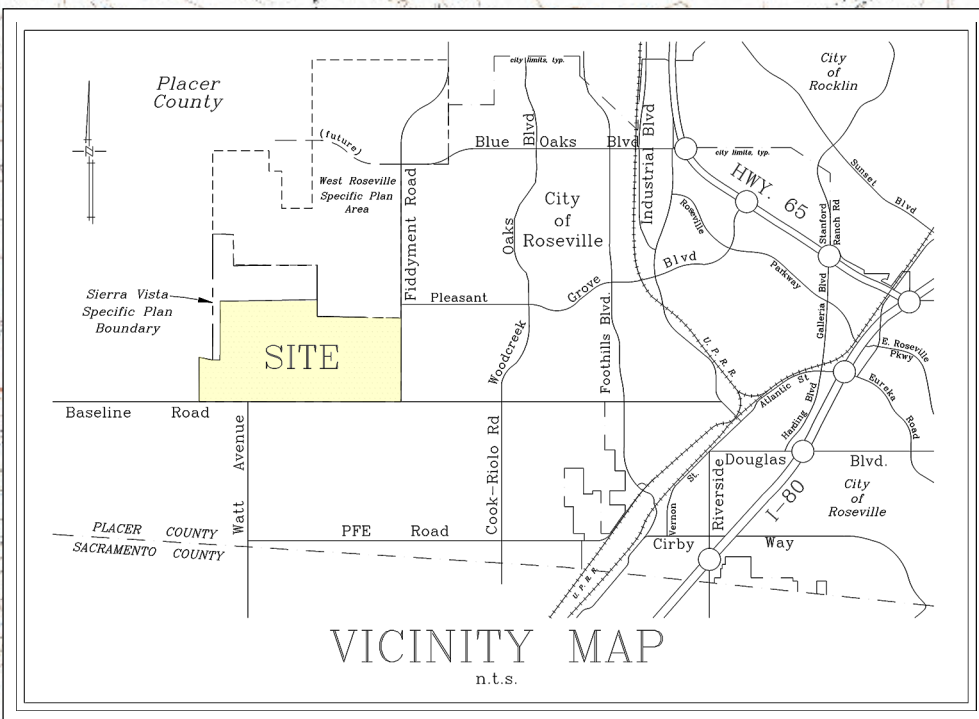 Placer
County
city limits, typ.
City
of
Rocklin
(future)
Blue Oaks Blvd
city limits, typ.
West Roseville
Specific Plan
Area
Fiddyment Road
Woodcreek Oaks Blvd
City
of
Roseville
Industrial Blvd
HWY. 65
Sunset Blvd
Roseville Parkway
Stanford
Ranch Rd
Sierra Vista
Specific Plan
Boundary
Pleasant Grove Blvd
Foothills Blvd.
Galleria Blvd
U. P. R. R.
E. Roseville
Pkwy
SITE
Atlantic St
Eureka Road
Baseline Road
Harding Blvd
Watt Avenue
Cook-Riolo Rd
Douglas Blvd.
Vernon St.
Riverside
I-80
City
of
Roseville
PLACER COUNTY
SACRAMENTO COUNTY
PFE Road
Cirby Way
U. P. R. R.
VICINITY MAP
n.t.s.